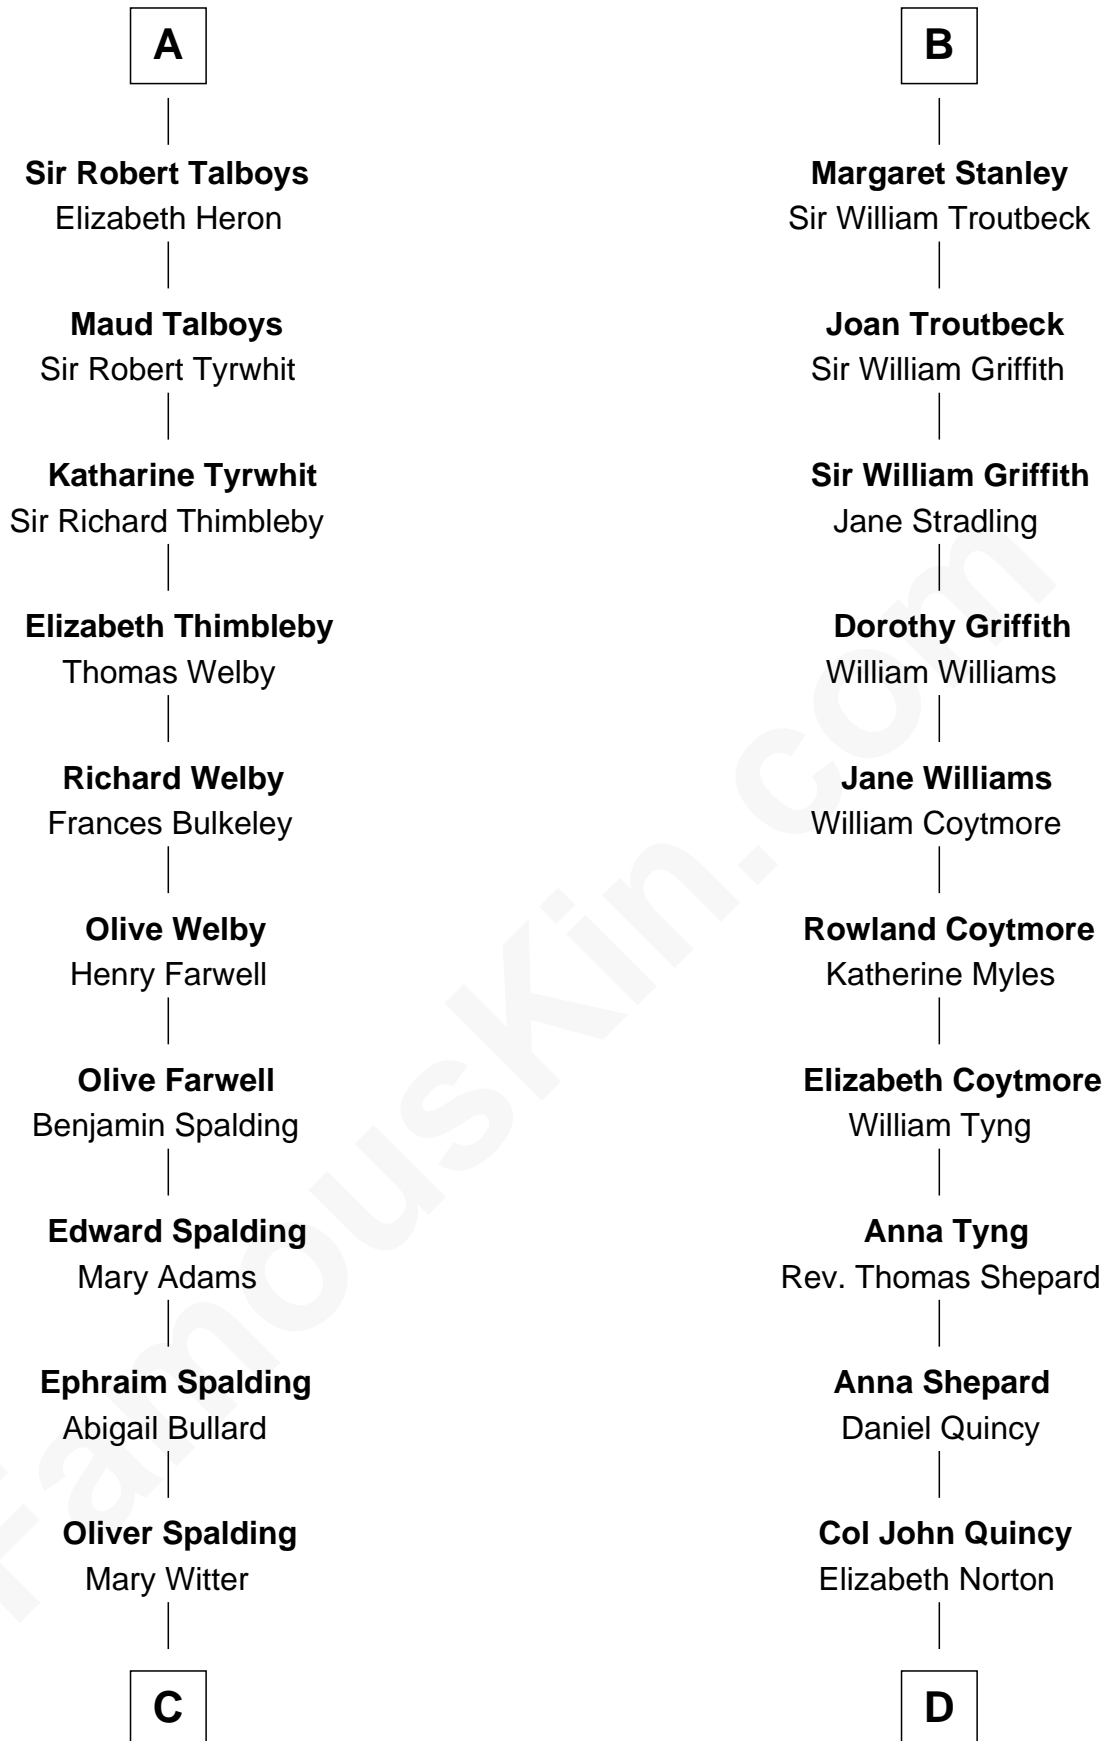 A
Sir Robert Talboys
Elizabeth Heron
Maud Talboys
Sir Robert Tyrwhit
Katharine Tyrwhit
Sir Richard Thimbleby
Elizabeth Thimbleby
Thomas Welby
Richard Welby
Frances Bulkeley
Olive Welby
Henry Farwell
Olive Farwell
Benjamin Spalding
Edward Spalding
Mary Adams
Ephraim Spalding
Abigail Bullard
Oliver Spalding
Mary Witter
C
B
Margaret Stanley
Sir William Troutbeck
Joan Troutbeck
Sir William Griffith
Sir William Griffith
Jane Stradling
Dorothy Griffith
William Williams
Jane Williams
William Coytmore
Rowland Coytmore
Katherine Myles
Elizabeth Coytmore
William Tyng
Anna Tyng
Rev. Thomas Shepard
Anna Shepard
Daniel Quincy
Col John Quincy
Elizabeth Norton
D
FamousKin.com